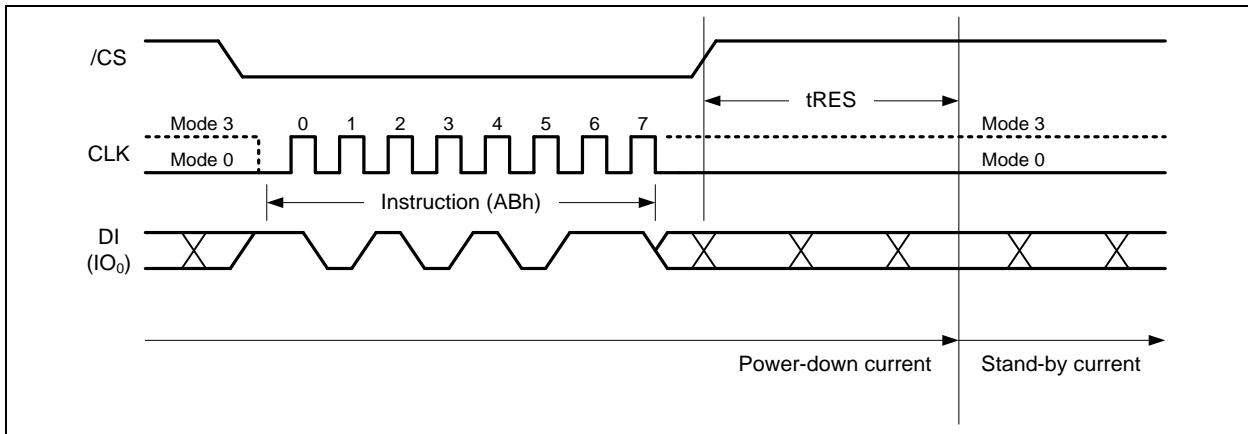 /CS
tRES
Mode 3 0 1 2 3 4 5 6 7 Mode 3
CLK
Mode 0 Mode 0
Instruction (ABh)
DI
(IO₀)
Power-down current Stand-by current